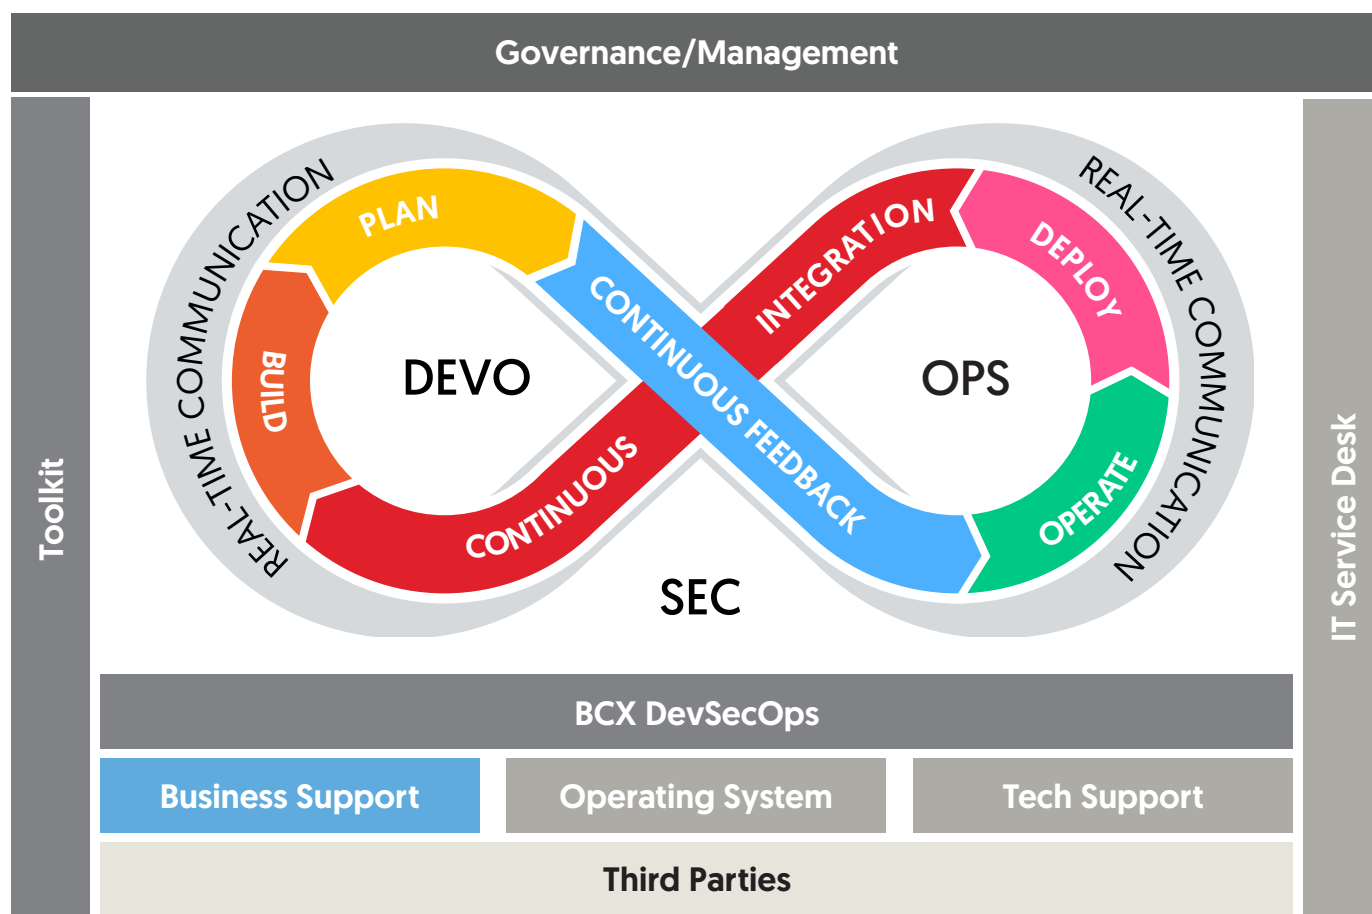 Governance/Management
Toolkit
REAL-TIME COMMUNICATION
PLAN
BUILD
DEVO
CONTINUOUS
INTEGRATION
CONTINUOUS FEEDBACK
DEPLOY
OPS
OPERATE
REAL-TIME COMMUNICATION
SEC
IT Service Desk
BCX DevSecOps
Business Support
Operating System
Tech Support
Third Parties